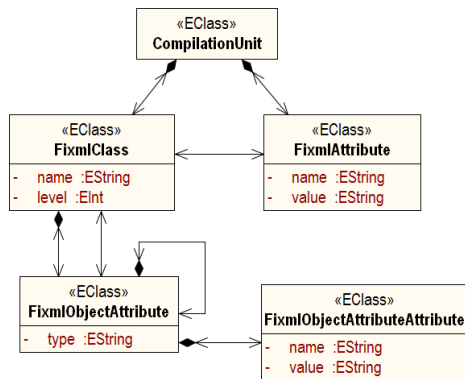 «EClass»
CompilationUnit
«EClass»
FixmlClass
- name :EString
- level :EInt
«EClass»
FixmlAttribute
- name :EString
- value :EString
«EClass»
FixmlObjectAttribute
- type :EString
«EClass»
FixmlObjectAttributeAttribute
- name :EString
- value :EString